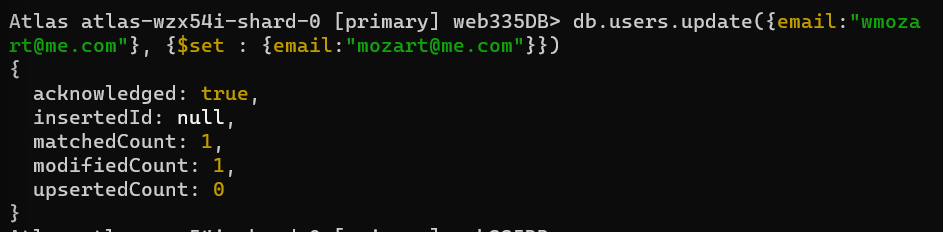 Atlas atlas-wzx54i-shard-0 [primary] web335DB> db.users.update({email:"wmoza
rt@me.com"}, {$set : {email:"mozart@me.com"}})
{
  acknowledged: true,
  insertedId: null,
  matchedCount: 1,
  modifiedCount: 1,
  upsertedCount: 0
}